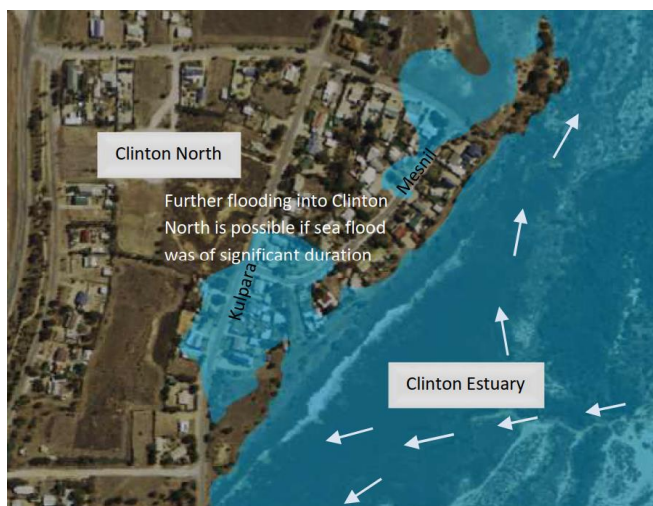 Clinton North
Mesnil
Further flooding into Clinton
North is possible if sea flood
was of significant duration
Kulpara
Clinton Estuary